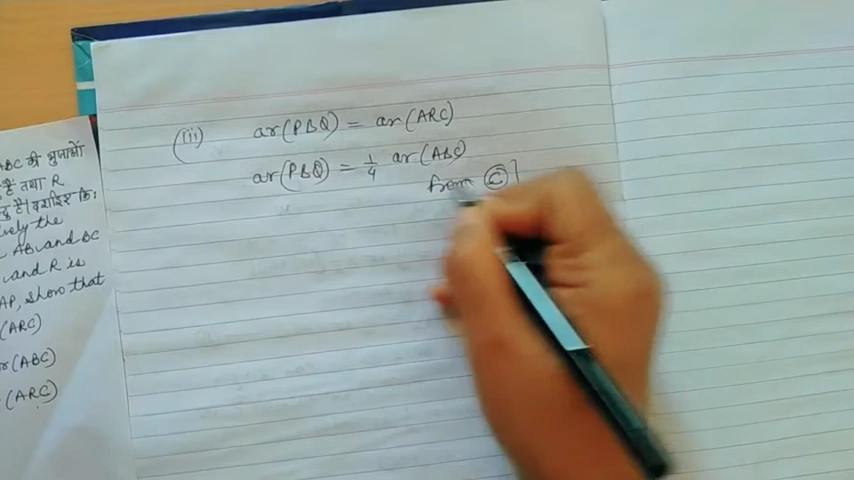 (iii) ar(PBQ) = ar(ARC)
ar(PBQ) = 1/4 ar(ABC)
from Ⓒ]
ABC की भुजाओं
हैं तथा R
है। दर्शाइए कि:
vely the
AB and BC
and R is
AP, show that
(ARC)
ar(ABC)
(ARC)